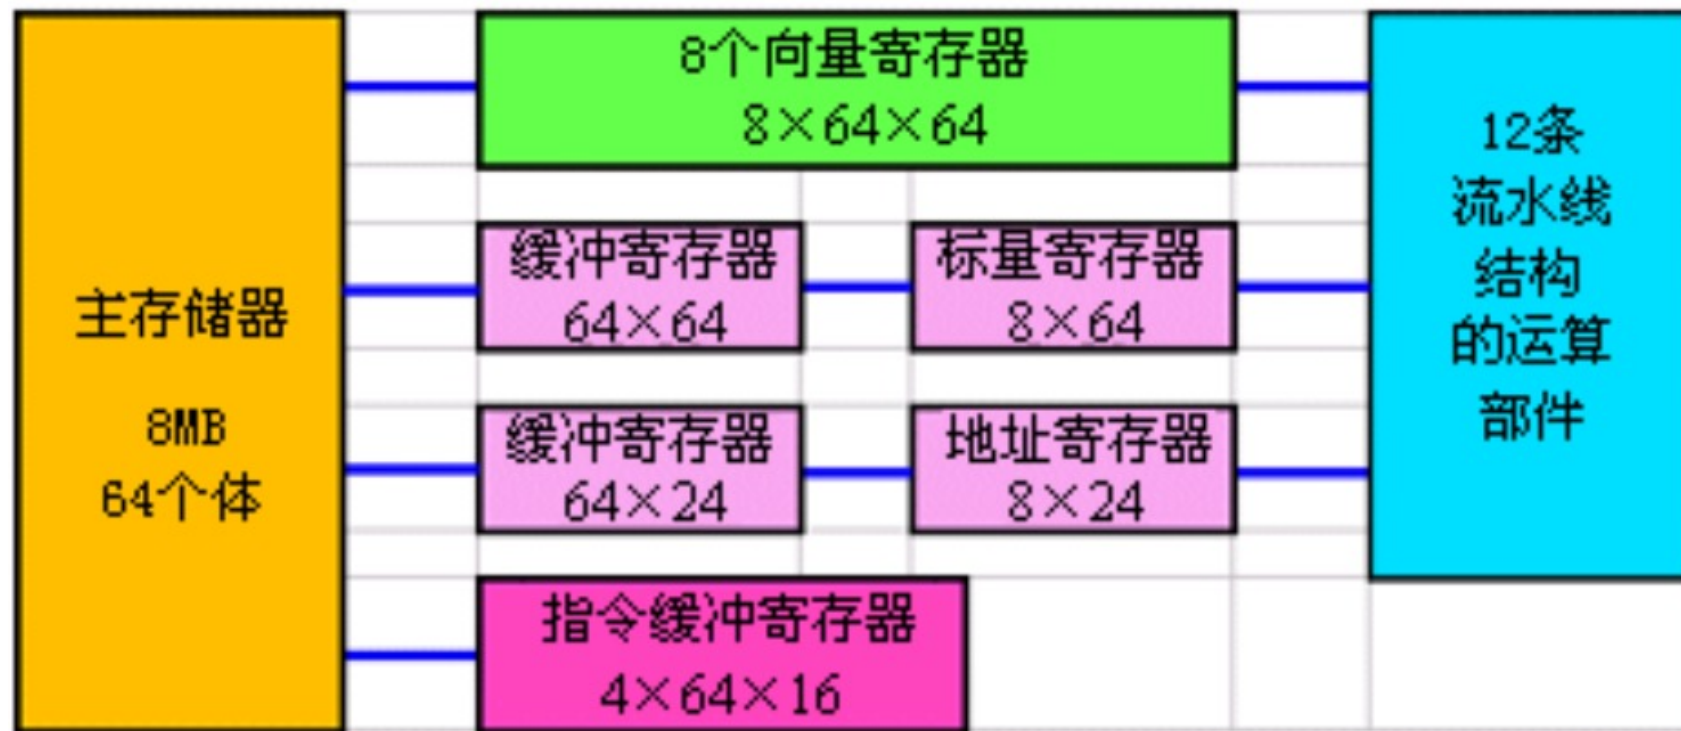 主存储器
8MB
64个体
8个向量寄存器
8×64×64
缓冲寄存器
64×64
标量寄存器
8×64
缓冲寄存器
64×24
地址寄存器
8×24
指令缓冲寄存器
4×64×16
12条
流水线
结构
的运算
部件